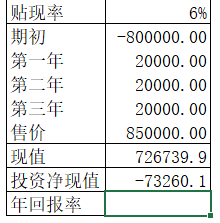 贴现率 6%
期初 -800000.00
第一年 20000.00
第二年 20000.00
第三年 20000.00
售价 850000.00
现值 726739.9
投资净现值 -73260.1
年回报率